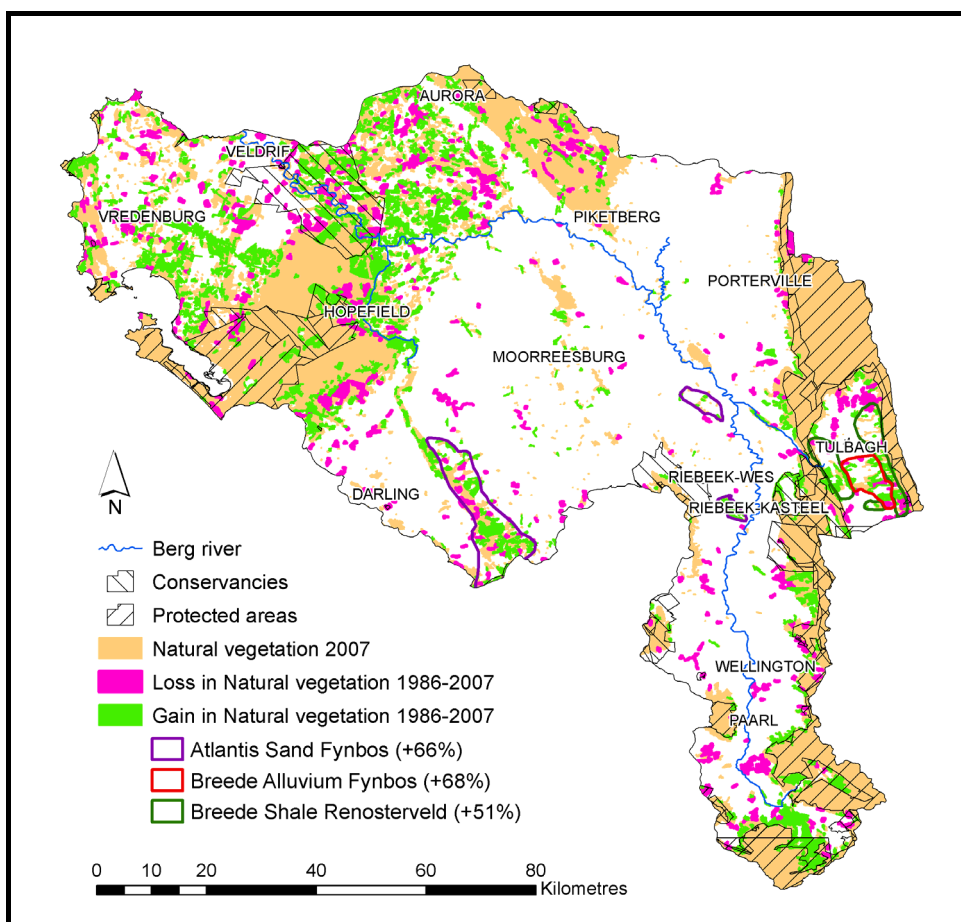 AURORA
VELDRIF
VREDENBURG
PIKETBERG
PORTERVILLE
HOPEFIELD
MOORREESBURG
TULBAGH
RIEBEEK-WES
DARLING
RIEBEEK-KASTEEL
N
Berg river
Conservancies
Protected areas
Natural vegetation 2007
Loss in Natural vegetation 1986-2007
WELLINGTON
Gain in Natural vegetation 1986-2007
PAARL
Atlantis Sand Fynbos (+66%)
Breede Alluvium Fynbos (+68%)
Breede Shale Renosterveld (+51%)
0 10 20 40 60 80
Kilometres